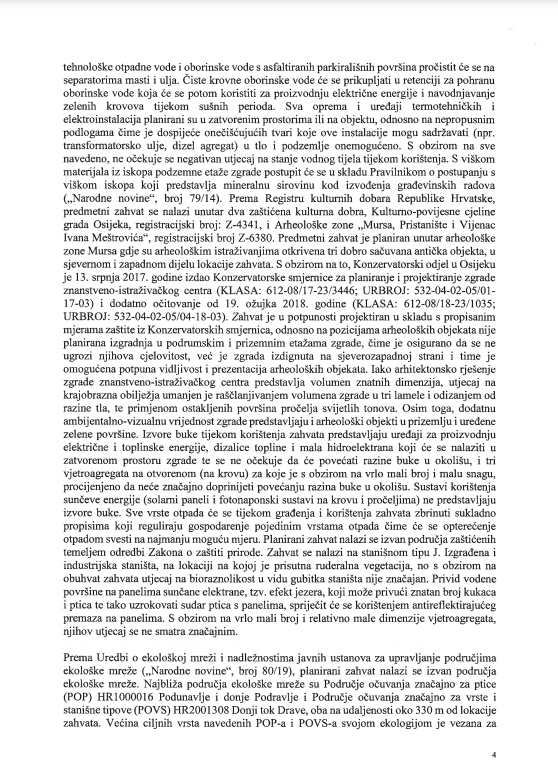 tehnološke otpadne vode i oborinske vode s asfaltiranih parkirališnih površina pročistit će se na
separatorima masti i ulja. Čiste krovne oborinske vode će se prikupljati u retenciji za pohranu
oborinske vode koja će se potom koristiti za proizvodnju električne energije i navodnjavanje
zelenih krovova tijekom sušnih perioda. Sva oprema i uređaji termotehničkih i
elektroinstalacija planirani su u zatvorenim prostorima ili na objektu, odnosno na nepropusnim
podlogama čime je dospijeće onečišćujućih tvari koje ove instalacije mogu sadržavati (npr.
transformatorsko ulje, dizel agregat) u tlo i podzemlje onemogućeno. S obzirom na sve
navedeno, ne očekuje se negativan utjecaj na stanje vodnog tijela tijekom korištenja. S viškom
materijala iz iskopa podzemne etaže zgrade postupit će se u skladu Pravilnikom o postupanju s
viškom iskopa koji predstavlja mineralnu sirovinu kod izvođenja građevinskih radova
(„Narodne novine“, broj 79/14). Prema Registru kulturnih dobara Republike Hrvatske,
predmetni zahvat se nalazi unutar dva zaštićena kulturna dobra, Kulturno-povijesne cjeline
grada Osijeka, registracijski broj: Z-4341, i Arheološke zone „Mursa, Pristanište i Vijenac
Ivana Meštrovića“, registracijski broj Z-6380. Predmetni zahvat je planiran unutar arheološke
zone Mursa gdje su arheološkim istraživanjima otkrivena tri dobro sačuvana antička objekta, u
sjevernom i zapadnom dijelu lokacije zahvata. S obzirom na to, Konzervatorski odjel u Osijeku
je 13. srpnja 2017. godine izdao Konzervatorske smjernice za planiranje i projektiranje zgrade
znanstveno-istraživačkog centra (KLASA: 612-08/17-23/3446; URBROJ: 532-04-02-05/01-
17-03) i dodatno očitovanje od 19. ožujka 2018. godine (KLASA: 612-08/18-23/1035;
URBROJ: 532-04-02-05/04-18-03). Zahvat je u potpunosti projektiran u skladu s propisanim
mjerama zaštite iz Konzervatorskih smjernica, odnosno na pozicijama arheoloških objekata nije
planirana izgradnja u podrumskim i prizemnim etažama zgrade, čime je osigurano da se ne
ugrozi njihova cjelovitost, već je zgrada izdignuta na sjeverozapadnoj strani i time je
omogućena potpuna vidljivost i prezentacija arheoloških objekata. Iako arhitektonsko rješenje
zgrade znanstveno-istraživačkog centra predstavlja volumen znatnih dimenzija, utjecaj na
krajobrazna obilježja umanjen je raščlanjivanjem volumena zgrade u tri lamele i odizanjem od
razine tla, te primjenom ostakljenih površina pročelja svijetlih tonova. Osim toga, dodatnu
ambijentalno-vizualnu vrijednost zgrade predstavljaju i arheološki objekti u prizemlju i uređene
zelene površine. Izvore buke tijekom korištenja zahvata predstavljaju uređaji za proizvodnju
električne i toplinske energije, dizalice topline i mala hidroelektrana koji će se nalaziti u
zatvorenom prostoru zgrade te se ne očekuje da će povećati razine buke u okolišu, i tri
vjetroagregata na otvorenom (na krovu) za koje je s obzirom na vrlo mali broj i malu snagu,
procijenjeno da neće značajno doprinijeti povećanju razina buke u okolišu. Sustavi korištenja
sunčeve energije (solarni paneli i fotonaponski sustavi na krovu i pročeljima) ne predstavljaju
izvore buke. Sve vrste otpada će se tijekom građenja i korištenja zahvata zbrinuti sukladno
propisima koji reguliraju gospodarenje pojedinim vrstama otpada čime će se opterećenje
otpadom svesti na najmanju moguću mjeru. Planirani zahvat nalazi se izvan područja zaštićenih
temeljem odredbi Zakona o zaštiti prirode. Zahvat se nalazi na stanišnom tipu J. Izgrađena i
industrijska staništa, na lokaciji na kojoj je prisutna ruderalna vegetacija, no s obzirom na
obuhvat zahvata utjecaj na bioraznolikost u vidu gubitka staništa nije značajan. Privid vodene
površine na panelima sunčane elektrane, tzv. efekt jezera, koji može privući znatan broj kukaca
i ptica te tako uzrokovati sudar ptica s panelima, spriječit će se korištenjem antireflektirajućeg
premaza na panelima. S obzirom na vrlo mali broj i relativno male dimenzije vjetroagregata,
njihov utjecaj se ne smatra značajnim.
Prema Uredbi o ekološkoj mreži i nadležnostima javnih ustanova za upravljanje područjima
ekološke mreže („Narodne novine“, broj 80/19), planirani zahvat nalazi se izvan područja
ekološke mreže. Najbliža područja ekološke mreže su Područje očuvanja značajno za ptice
(POP) HR1000016 Podunavlje i donje Podravlje i Područje očuvanja značajno za vrste i
stanišne tipove (POVS) HR2001308 Donji tok Drave, oba na udaljenosti oko 330 m od lokacije
zahvata. Većina ciljnih vrsta navedenih POP-a i POVS-a svojom ekologijom je vezana za
4